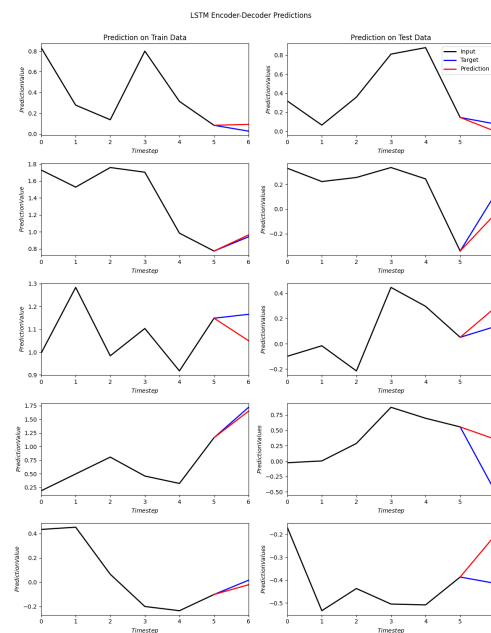 LSTM Encoder-Decoder Predictions
Prediction on Train Data
Prediction on Test Data
PredictionValue
0.8
0.6
0.4
0.2
0.0
0 1 2 3 4 5 6
Timestep
PredictionValues
0.8
0.6
0.4
0.2
0.0
0 1 2 3 4 5
Timestep
Input
Target
Prediction
PredictionValue
1.8
1.6
1.4
1.2
1.0
0.8
0 1 2 3 4 5 6
Timestep
PredictionValues
0.2
0.0
−0.2
0 1 2 3 4 5
Timestep
PredictionValue
1.3
1.2
1.1
1.0
0.9
0 1 2 3 4 5 6
Timestep
PredictionValues
0.4
0.2
0.0
−0.2
0 1 2 3 4 5
Timestep
PredictionValue
1.75
1.50
1.25
1.00
0.75
0.50
0.25
0 1 2 3 4 5 6
Timestep
PredictionValues
0.75
0.50
0.25
0.00
−0.25
−0.50
0 1 2 3 4 5
Timestep
PredictionValue
0.4
0.2
0.0
−0.2
0 1 2 3 4 5 6
Timestep
PredictionValues
−0.2
−0.3
−0.4
−0.5
0 1 2 3 4 5
Timestep